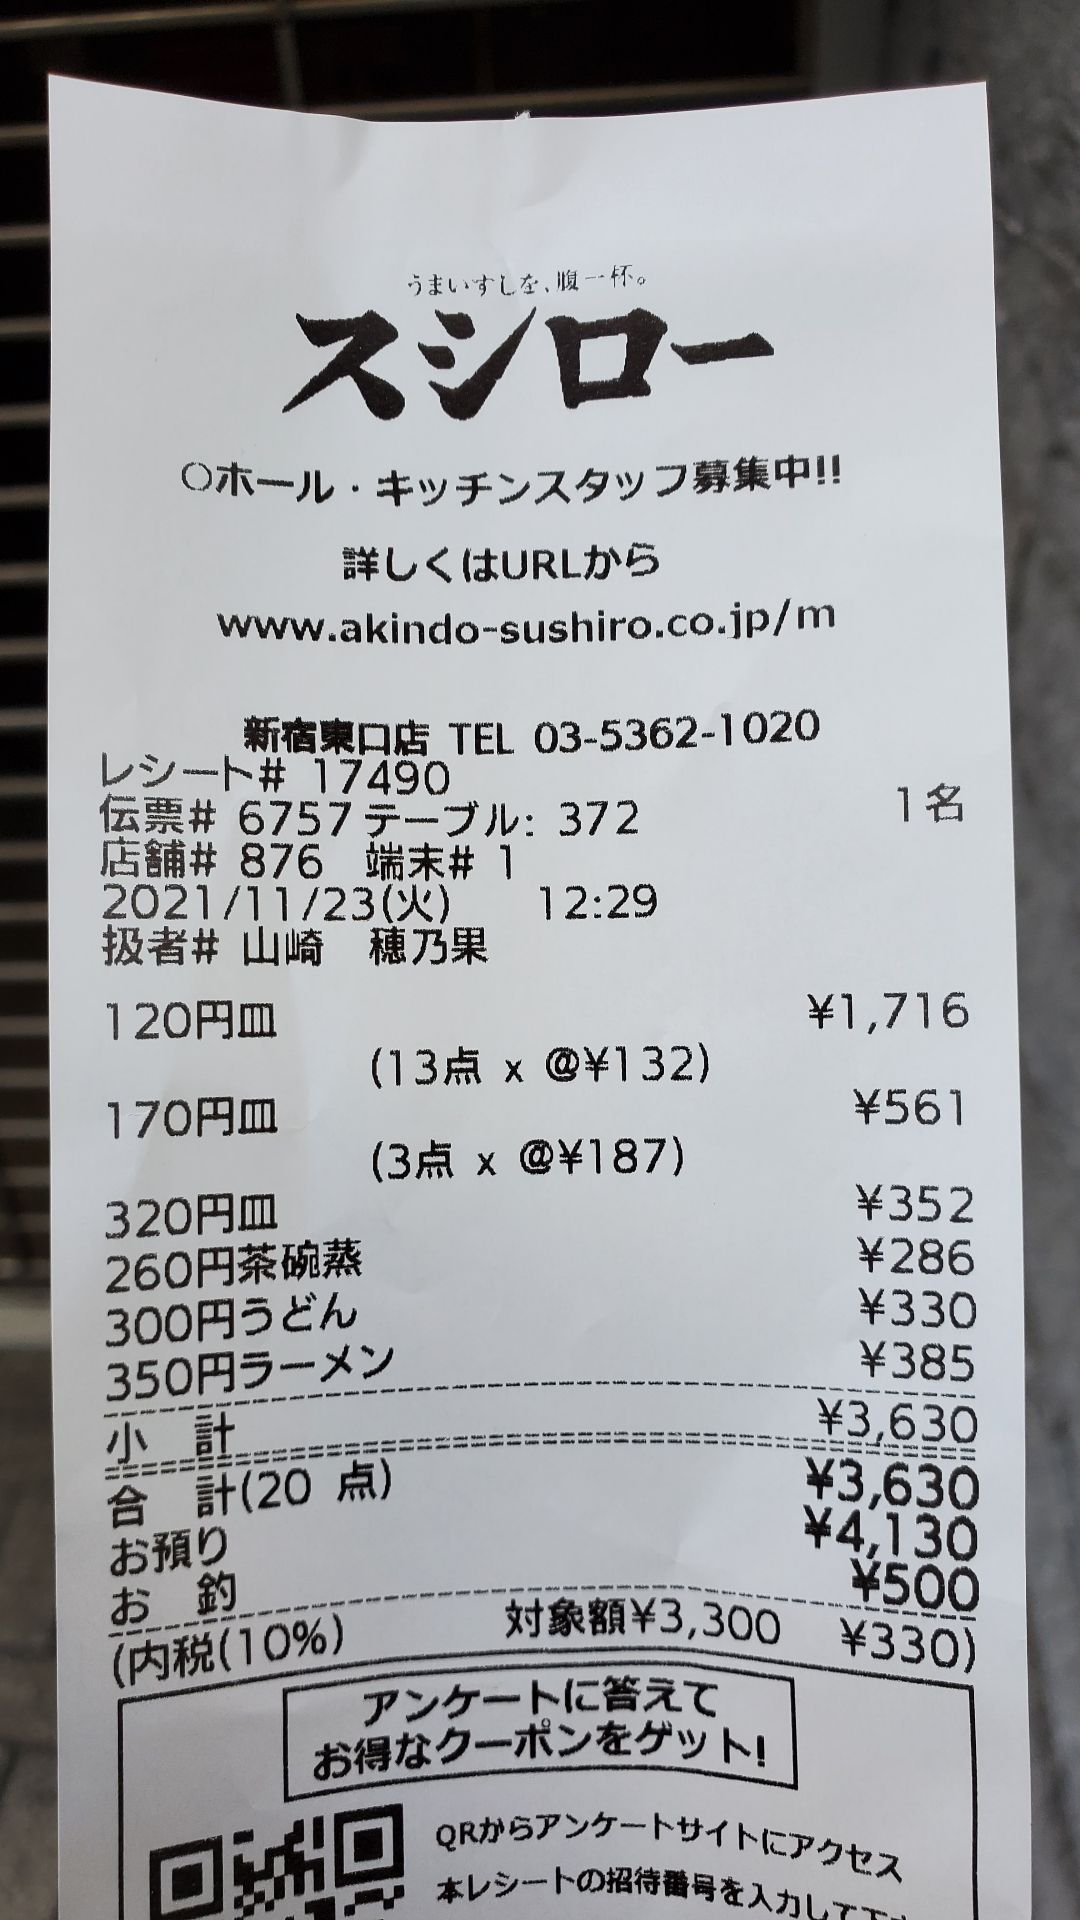 うまいすしを、腹一杯。
スシロー
○ホール・キッチンスタッフ募集中!!
詳しくはURLから
www.akindo-sushiro.co.jp/m
新宿東口店 TEL 03-5362-1020
レシート# 17490
伝票# 6757 テーブル: 372 1名
店舗# 876 端末# 1
2021/11/23(火) 12:29
扱者# 山崎 穂乃果
120円皿 ¥1,716
(13点 x @¥132)
170円皿 ¥561
(3点 x @¥187)
320円皿 ¥352
260円茶碗蒸 ¥286
300円うどん ¥330
350円ラーメン ¥385
小 計 ¥3,630
合 計(20 点) ¥3,630
お預り ¥4,130
お 釣 ¥500
(内税(10%) 対象額¥3,300 ¥330)
アンケートに答えて
お得なクーポンをゲット!
QRからアンケートサイトにアクセス
本レシートの招待番号を入力して